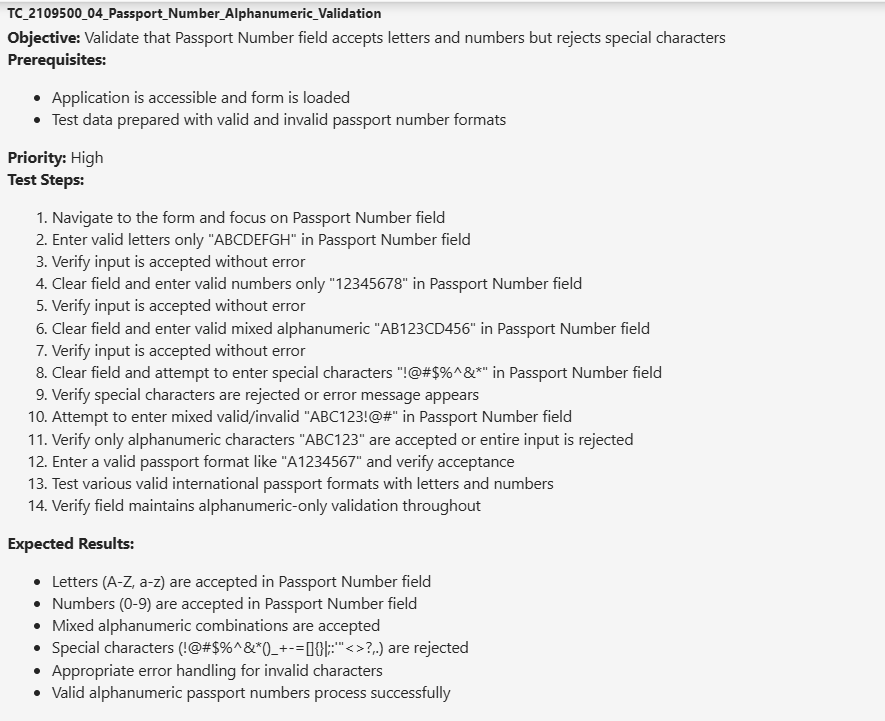 TC_2109500_04_Passport_Number_Alphanumeric_Validation
Objective: Validate that Passport Number field accepts letters and numbers but rejects special characters
Prerequisites:
• Application is accessible and form is loaded
• Test data prepared with valid and invalid passport number formats
Priority: High
Test Steps:
1. Navigate to the form and focus on Passport Number field
2. Enter valid letters only "ABCDEFGH" in Passport Number field
3. Verify input is accepted without error
4. Clear field and enter valid numbers only "12345678" in Passport Number field
5. Verify input is accepted without error
6. Clear field and enter valid mixed alphanumeric "AB123CD456" in Passport Number field
7. Verify input is accepted without error
8. Clear field and attempt to enter special characters "!@#$%^&*" in Passport Number field
9. Verify special characters are rejected or error message appears
10. Attempt to enter mixed valid/invalid "ABC123!@#" in Passport Number field
11. Verify only alphanumeric characters "ABC123" are accepted or entire input is rejected
12. Enter a valid passport format like "A1234567" and verify acceptance
13. Test various valid international passport formats with letters and numbers
14. Verify field maintains alphanumeric-only validation throughout
Expected Results:
• Letters (A-Z, a-z) are accepted in Passport Number field
• Numbers (0-9) are accepted in Passport Number field
• Mixed alphanumeric combinations are accepted
• Special characters (!@#$%^&*()_+-=[]{}|;:'"<>?,.) are rejected
• Appropriate error handling for invalid characters
• Valid alphanumeric passport numbers process successfully